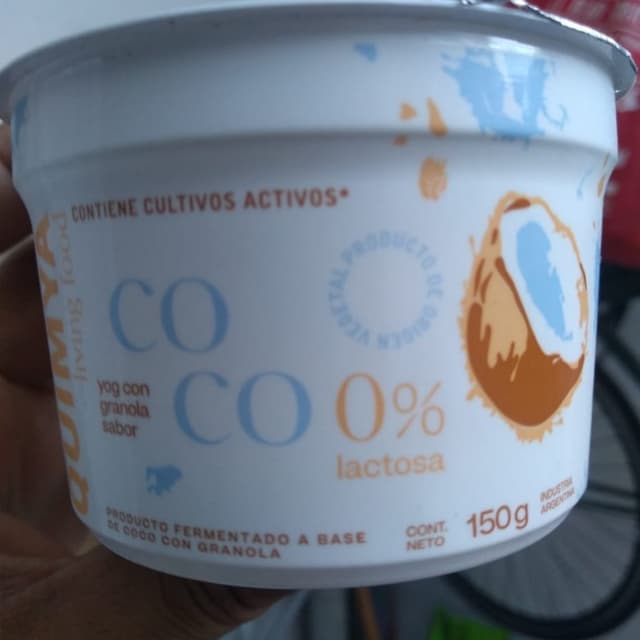 CONTIENE CULTIVOS ACTIVOS*
QUIMYA
living food
PRODUCTO DE ORIGEN VEGETAL
CO
CO
yog con
granola
sabor
0%
lactosa
PRODUCTO FERMENTADO A BASE
DE COCO CON GRANOLA
CONT.
NETO
150g
INDUSTRIA
ARGENTINA